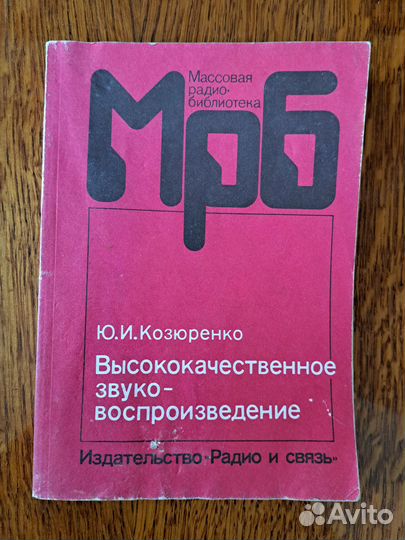 Массовая
радио-
библиотека
Мрб
Ю.И.Козюренко
Высококачественное
звуко-
воспроизведение
Издательство «Радио и связь»
Avito